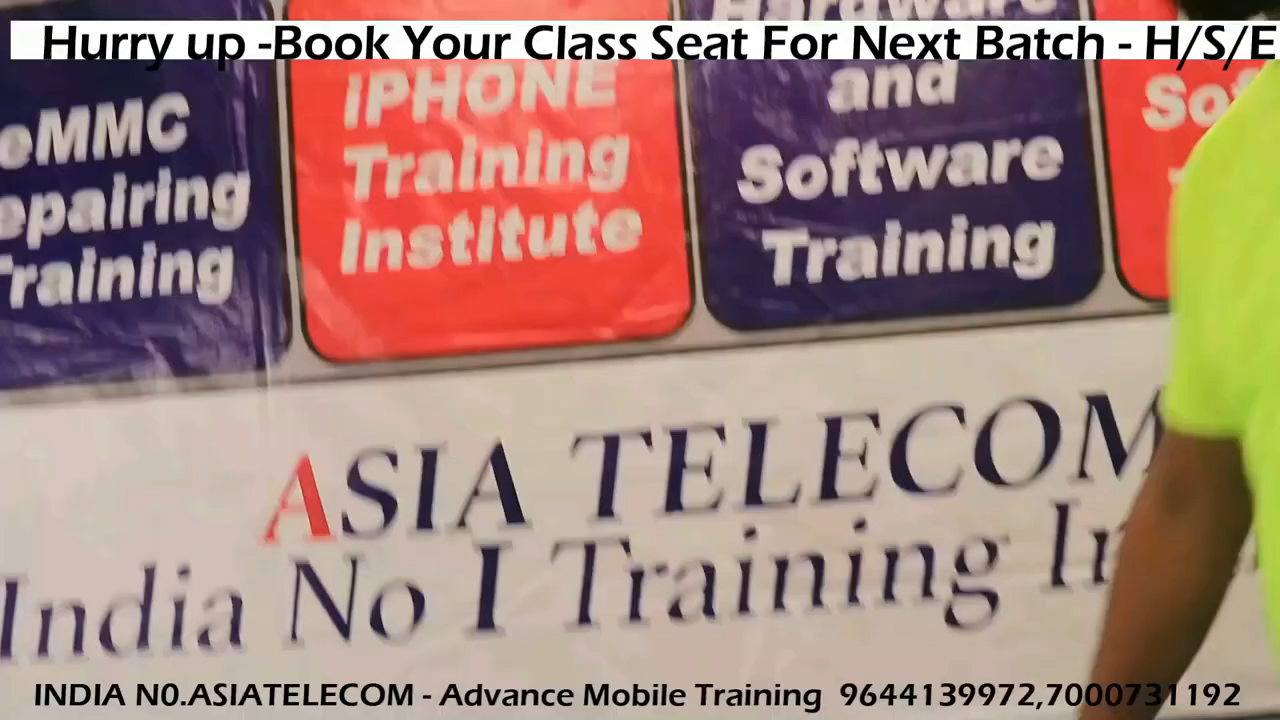 Hardware
Hurry up -Book Your Class Seat For Next Batch - H/S/E
eMMC
epairing
Training
iPHONE
Training
Institute
and
Software
Training
ASIA TELECOM
India No I Training
INDIA N0.ASIATELECOM - Advance Mobile Training 9644139972,7000731192